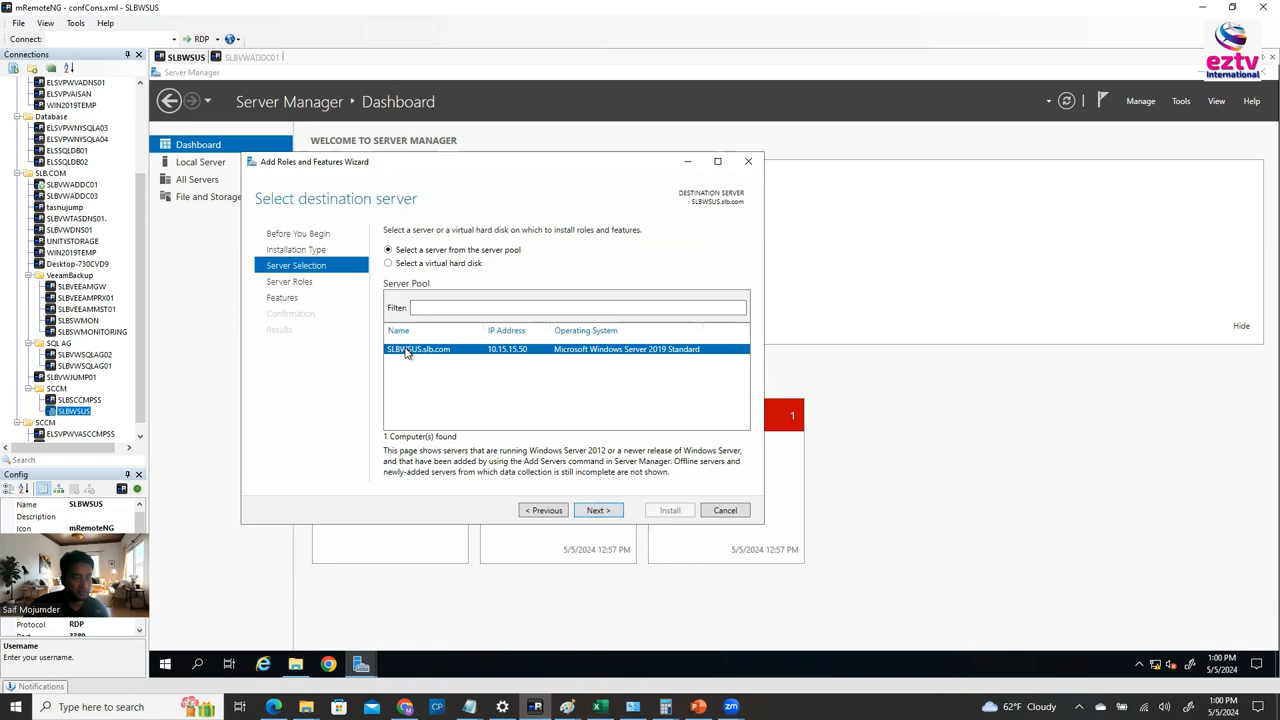 mRemoteNG - confCons.xml - SLBWSUS
File View Tools Help
Connect: RDP
eztv
International
Connections
ELSVPWVADNS01
ELSVPVAISAN
WIN2019TEMP
Database
ELSVPWNYSQLA03
ELSVPWNYSQLA04
ELSSQLDB01
ELSSQLDB02
SLB.COM
SLBVWADDC01
SLBVWADDC03
tasnujump
SLBVWTASDNS01.
SLBVWDNS01
UNITYSTORAGE
WIN2019TEMP
Desktop-730CVD9
VeeamBackup
SLBVEEAMGW
SLBVEEAMPRX01
SLBVEEAMMST01
SLBSWMON
SLBSWMONITORING
SQL AG
SLBVWSQLAG02
SLBVWSQLAG01
SLBVWJUMP01
SCCM
SLBSCCMPSS
SLBWSUS
SCCM
ELSVPWVASCCMPSS
Search
Config
Name SLBWSUS
Description
Icon mRemoteNG
Saif Mojumder
Protocol RDP
Port 3389
Username
Enter your username.
Notifications
SLBWSUS SLBVWADDC01
Server Manager
Server Manager • Dashboard
Manage Tools View Help
Dashboard
Local Server
All Servers
File and Storage
WELCOME TO SERVER MANAGER
Hide
1
5/5/2024 12:57 PM
5/5/2024 12:57 PM
Add Roles and Features Wizard
Select destination server
DESTINATION SERVER
SLBWSUS.slb.com
Before You Begin
Installation Type
Server Selection
Server Roles
Features
Confirmation
Results
Select a server or a virtual hard disk on which to install roles and features.
Select a server from the server pool
Select a virtual hard disk
Server Pool
Filter:
Name IP Address Operating System
SLBWSUS.slb.com 10.15.15.50 Microsoft Windows Server 2019 Standard
1 Computer(s) found
This page shows servers that are running Windows Server 2012 or a newer release of Windows Server,
and that have been added by using the Add Servers command in Server Manager. Offline servers and
newly-added servers from which data collection is still incomplete are not shown.
< Previous Next > Install Cancel
1:00 PM
5/5/2024
Type here to search
62°F Cloudy
1:00 PM
5/5/2024